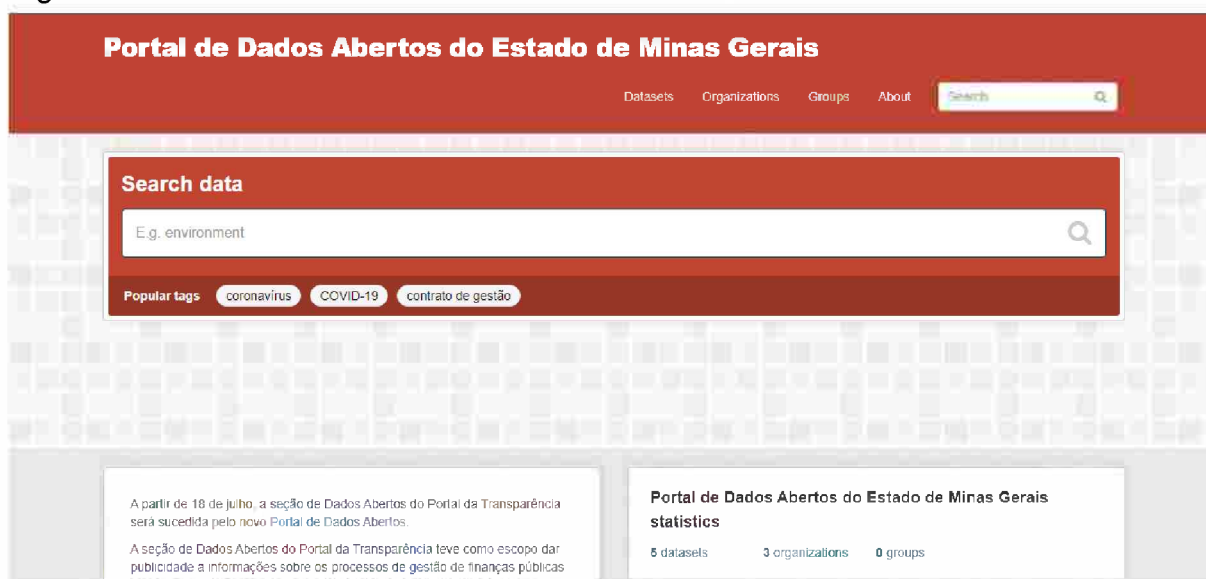 Portal de Dados Abertos do Estado de Minas Gerais
Datasets Organizations Groups About Search
Search data
E.g. environment
Popular tags coronavírus COVID-19 contrato de gestão
A partir de 18 de julho, a seção de Dados Abertos do Portal da Transparência
será sucedida pelo novo Portal de Dados Abertos.
A seção de Dados Abertos do Portal da Transparência teve como escopo dar
publicidade a informações sobre os processos de gestão de finanças públicas
Portal de Dados Abertos do Estado de Minas Gerais
statistics
5 datasets 3 organizations 0 groups